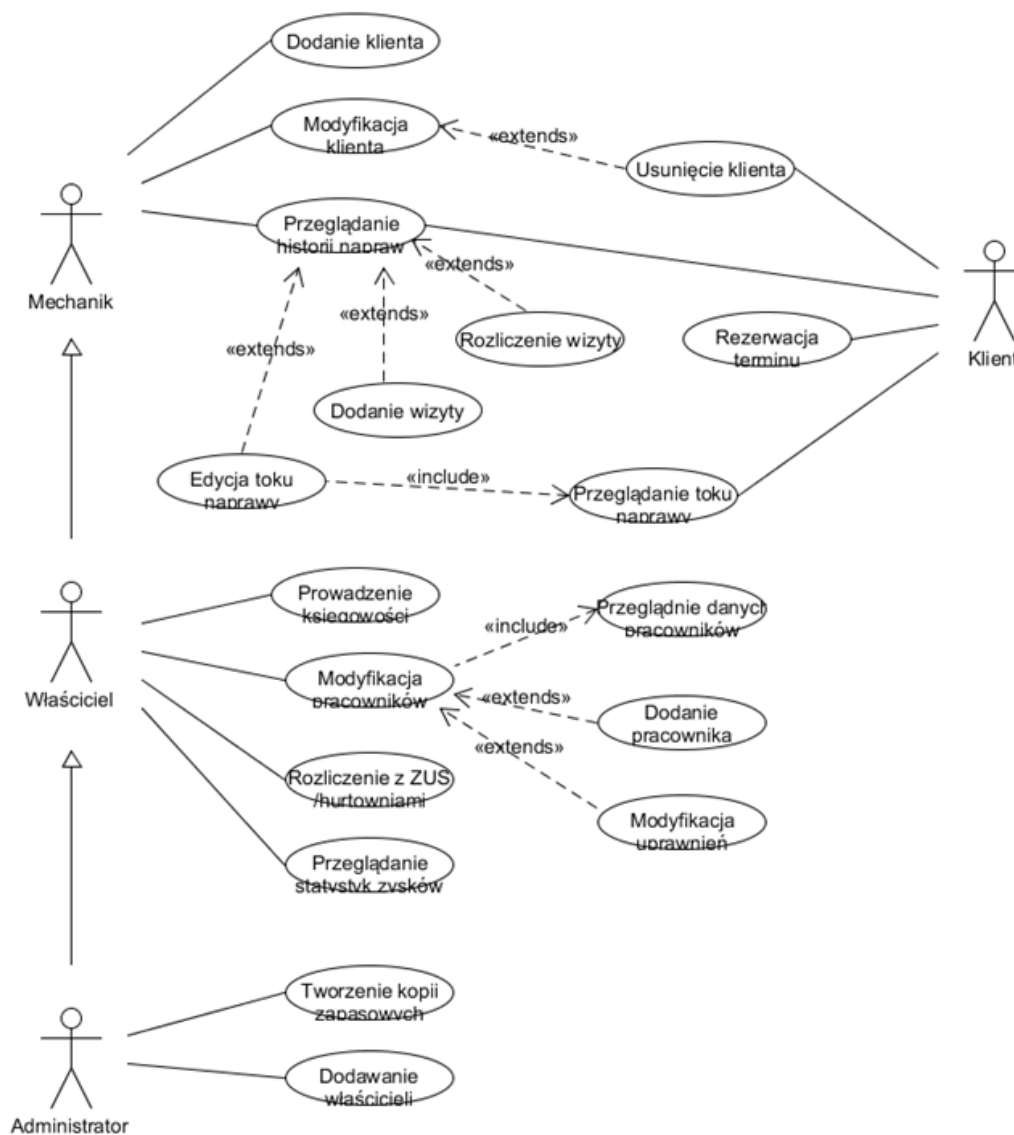 Dodanie klienta
Modyfikacja
klienta
«extends»
Usunięcie klienta
Przeglądanie
historii napraw
«extends»
Mechanik
«extends»
«extends»
Rozliczenie wizyty
Rezerwacja
terminu
Klient
Dodanie wizyty
Edycja toku
naprawy
«include»
Przeglądanie toku
naprawy
Prowadzenie
księgowości
«include»
Przeglądnie danych
pracowników
Modyfikacja
pracowników
Właściciel
«extends»
Dodanie
pracownika
«extends»
Rozliczenie z ZUS
/hurtowniami
Modyfikacja
uprawnień
Przeglądanie
statystyk zysków
Tworzenie kopii
zapasowych
Dodawanie
właścicieli
Administrator